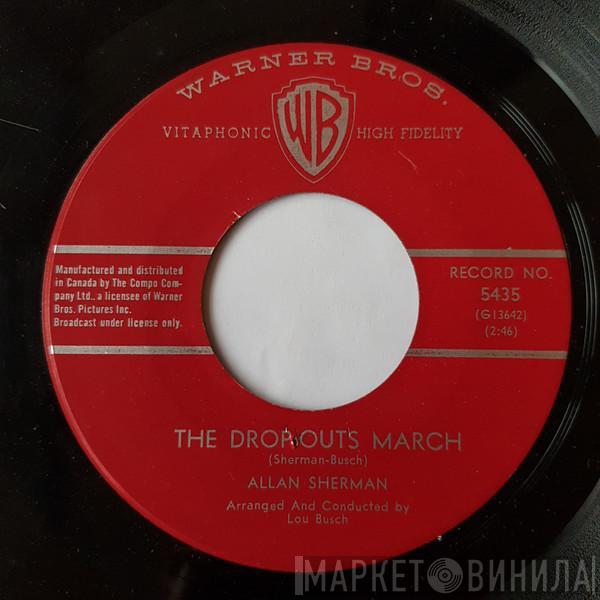 WARNER BROS.
VITAPHONIC WB HIGH FIDELITY
Manufactured and distributed
in Canada by The Compo Com-
pany Ltd., a licensee of Warner
Bros. Pictures Inc.
Broadcast under license only.
RECORD NO.
5435
(G13642)
(2:46)
THE DROP-OUTS MARCH
(Sherman-Busch)
ALLAN SHERMAN
Arranged And Conducted by
Lou Busch
МАРКЕТ ВИНИЛА